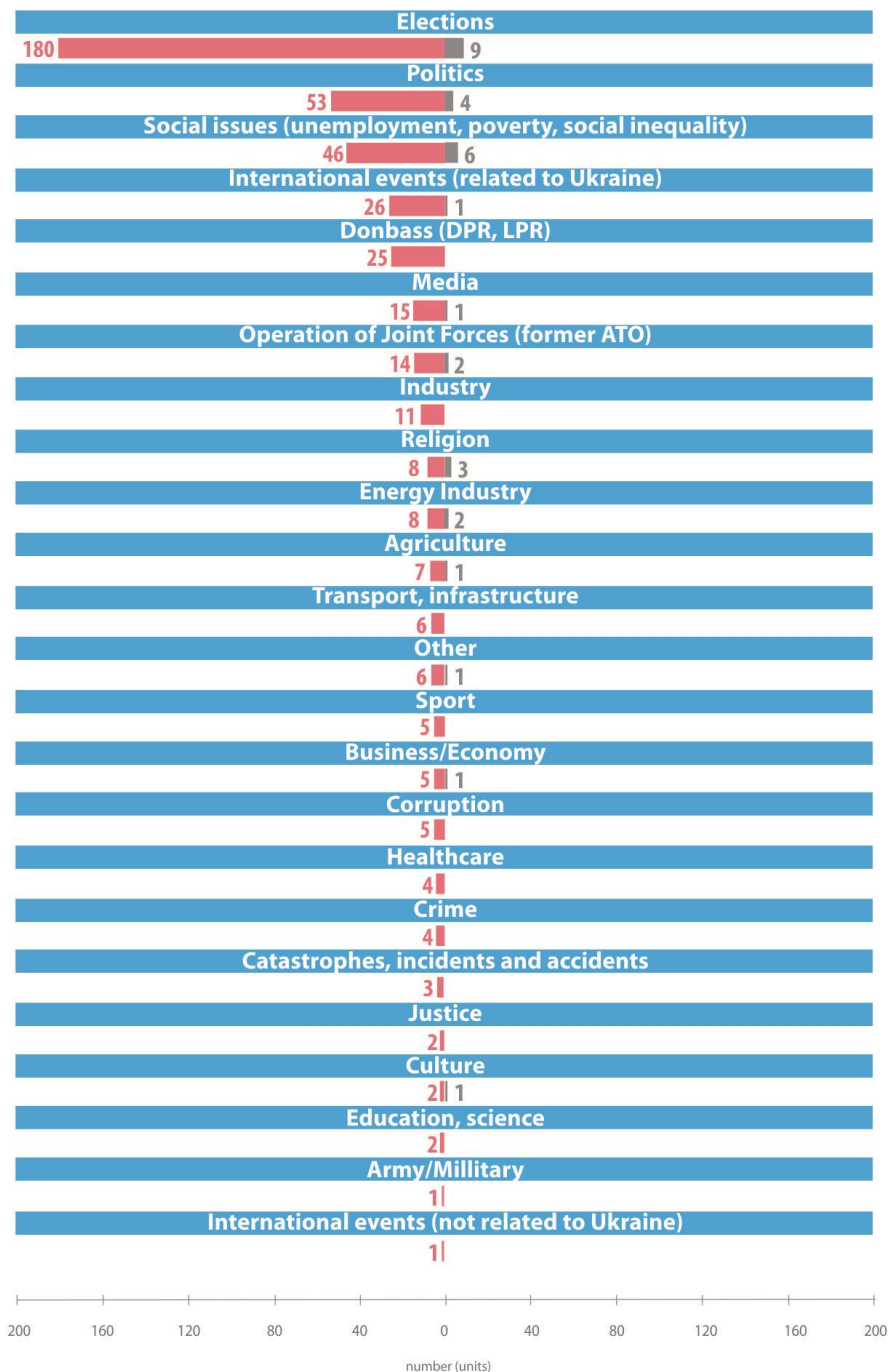 Elections
180 9
Politics
53 4
Social issues (unemployment, poverty, social inequality)
46 6
International events (related to Ukraine)
26 1
Donbass (DPR, LPR)
25
Media
15 1
Operation of Joint Forces (former ATO)
14 2
Industry
11
Religion
8 3
Energy Industry
8 2
Agriculture
7 1
Transport, infrastructure
6
Other
6 1
Sport
5
Business/Economy
5 1
Corruption
5
Healthcare
4
Crime
4
Catastrophes, incidents and accidents
3
Justice
2
Culture
2 1
Education, science
2
Army/Millitary
1
International events (not related to Ukraine)
1
200 160 120 80 40 0 40 80 120 160 200
number (units)